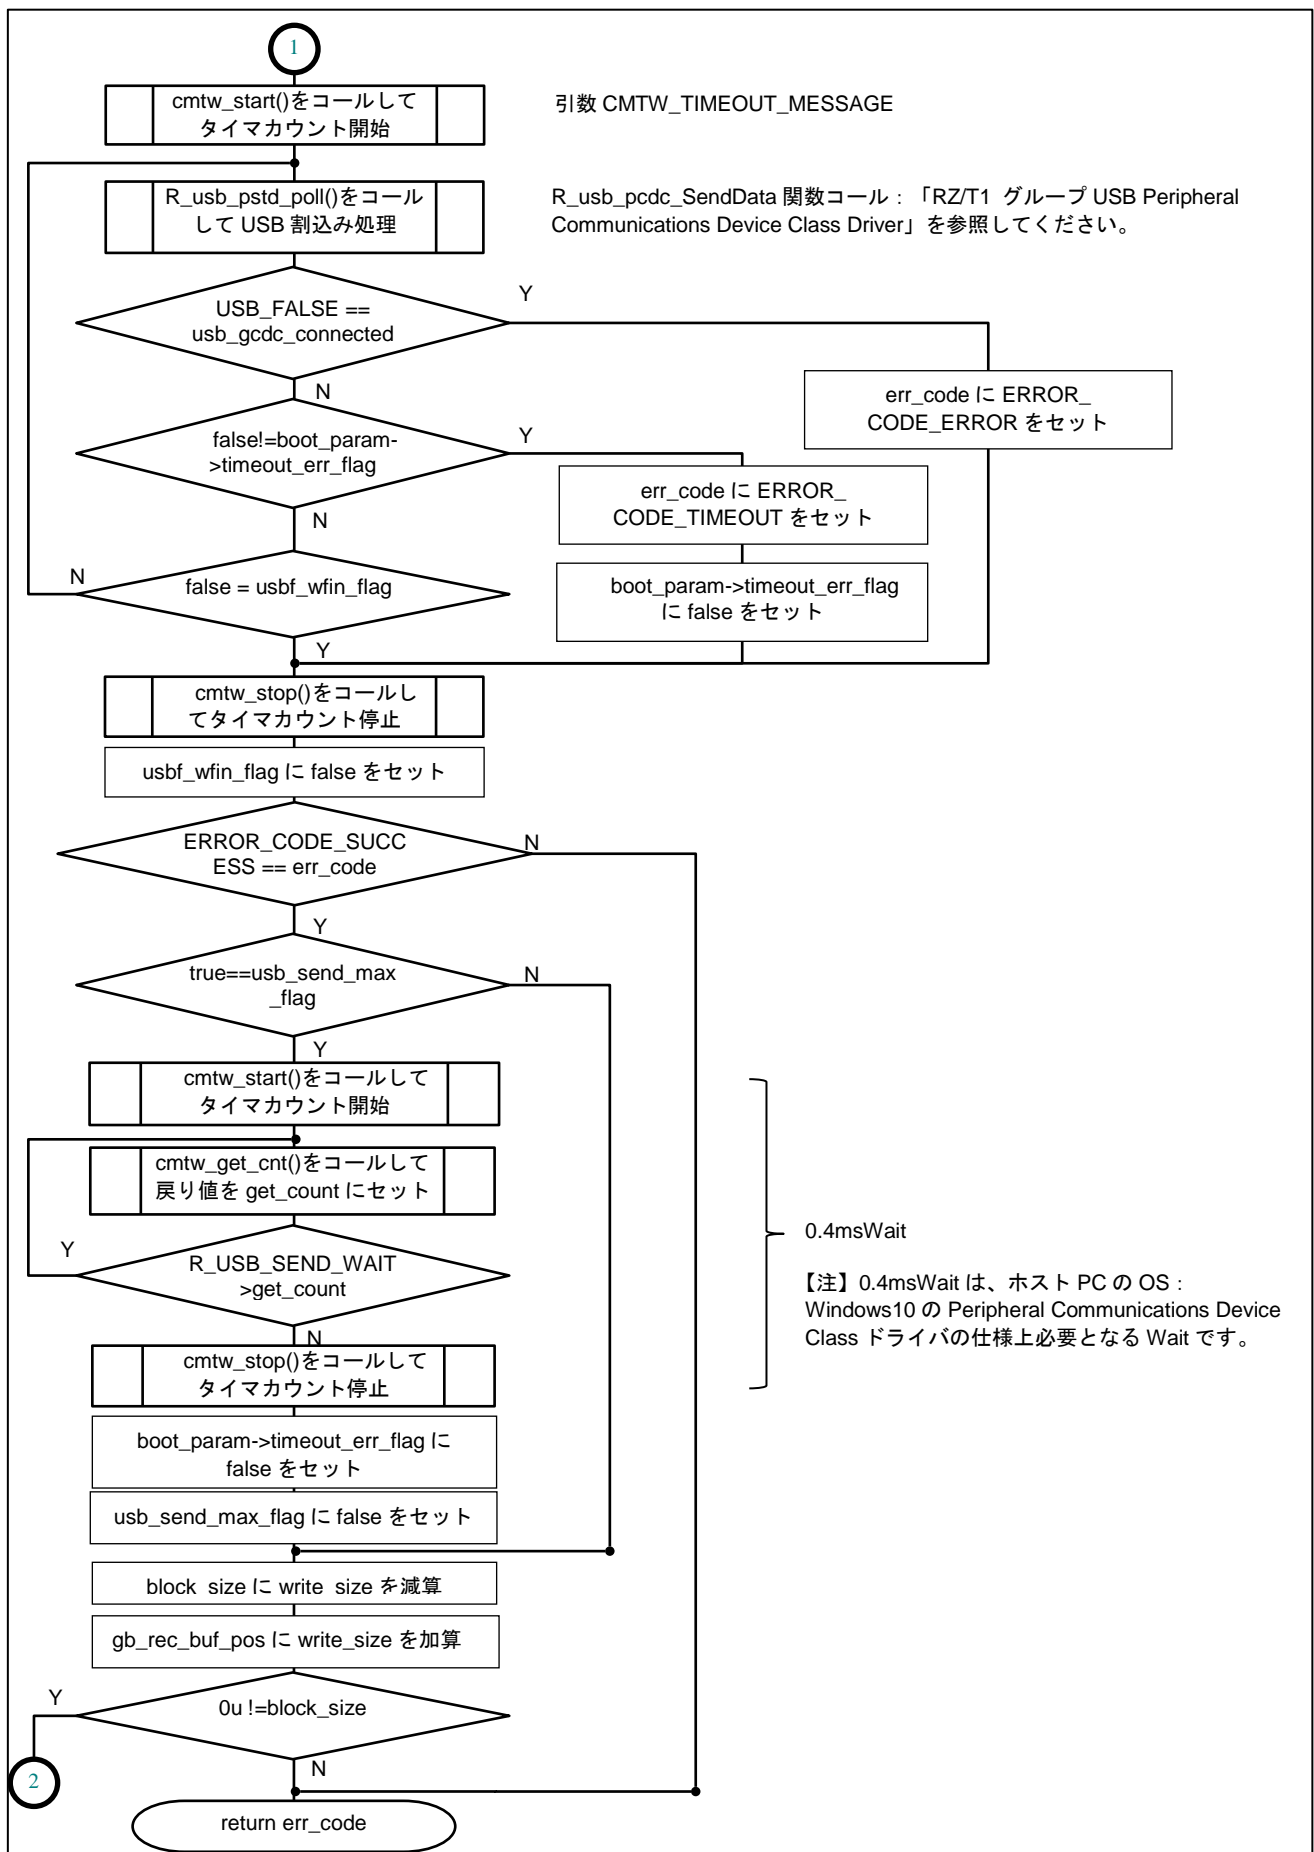 1
cmtw_start()をコールして
タイマカウント開始
引数 CMTW_TIMEOUT_MESSAGE
R_usb_pstd_poll()をコール
して USB 割込み処理
R_usb_pcdc_SendData 関数コール：「RZ/T1 グループ USB Peripheral
Communications Device Class Driver」を参照してください。
USB_FALSE ==
usb_gcdc_connected
Y
N
err_code に ERROR_
CODE_ERROR をセット
false!=boot_param-
>timeout_err_flag
Y
N
err_code に ERROR_
CODE_TIMEOUT をセット
false = usbf_wfin_flag
N
Y
boot_param->timeout_err_flag
に false をセット
cmtw_stop()をコールし
てタイマカウント停止
usbf_wfin_flag に false をセット
ERROR_CODE_SUCC
ESS == err_code
N
Y
true==usb_send_max
_flag
N
Y
cmtw_start()をコールして
タイマカウント開始
cmtw_get_cnt()をコールして
戻り値を get_count にセット
Y
R_USB_SEND_WAIT
>get_count
N
0.4msWait
【注】0.4msWait は、ホスト PC の OS：
Windows10 の Peripheral Communications Device
Class ドライバの仕様上必要となる Wait です。
cmtw_stop()をコールして
タイマカウント停止
boot_param->timeout_err_flag に
false をセット
usb_send_max_flag に false をセット
block_size に write_size を減算
gb_rec_buf_pos に write_size を加算
Y
0u !=block_size
N
2
return err_code